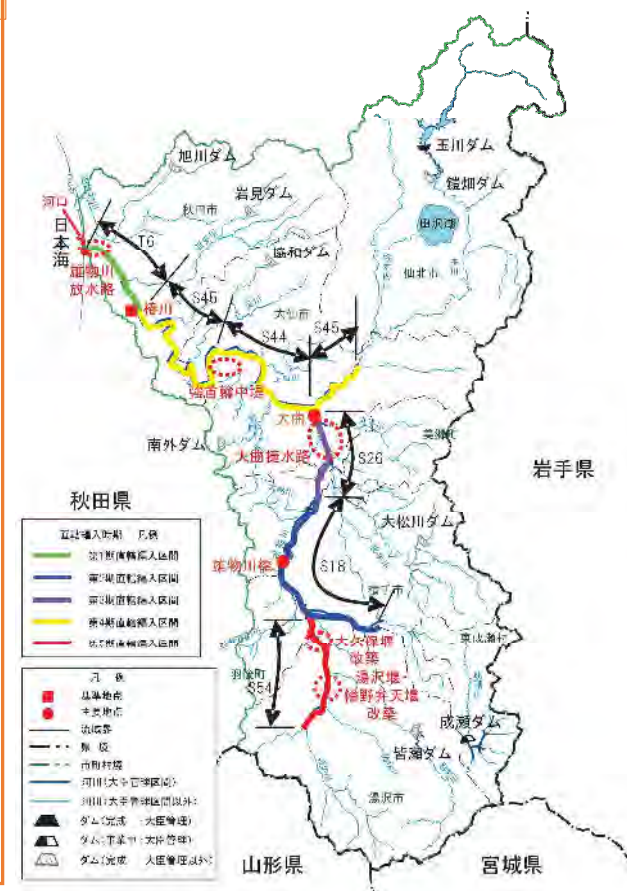 玉川ダム
旭川ダム
鎧畑ダム
岩見ダム
秋田市
河口
日本海
田沢湖
T6
協和ダム
仙北市
雄物川
放水路
椿川
S45
大仙市
S44
S45
強首輪中堤
大曲
南外ダム
大曲捷水路
美郷町
S26
岩手県
秋田県
大松川ダム
直轄編入時期 凡例
第1期直轄編入区間
第2期直轄編入区間
第3期直轄編入区間
第4期直轄編入区間
第5期直轄編入区間
雄物川橋
S18
横手市
東成瀬村
大久保堰
改築
羽後町
S54
湯沢堰・
幡野弁天堰
改築
成瀬ダム
皆瀬ダム
湯沢市
凡 例
基準地点
主要地点
流域界
県 境
市町村境
河川(大臣管理区間)
河川(大臣管理区間以外)
ダム(完成 :大臣管理)
ダム(事業中:大臣管理)
ダム(完成 :大臣管理以外)
山形県
宮城県